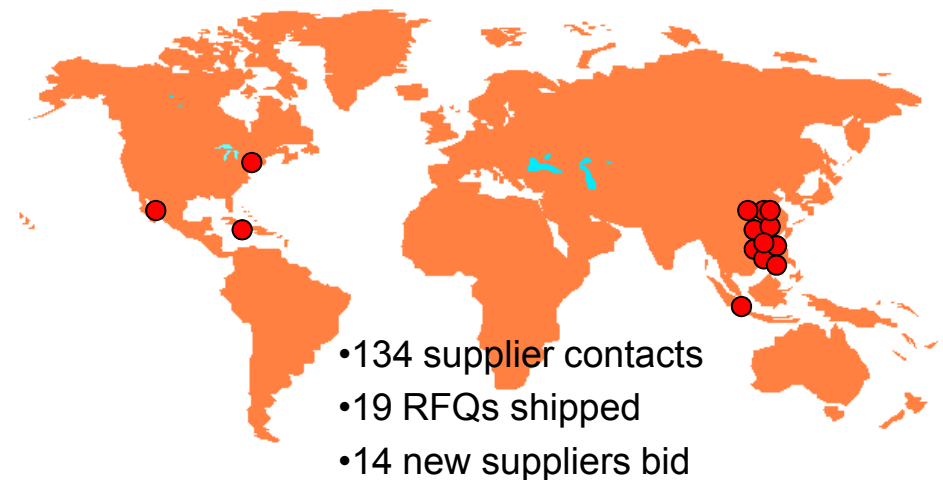 •134 supplier contacts
•19 RFQs shipped
•14 new suppliers bid